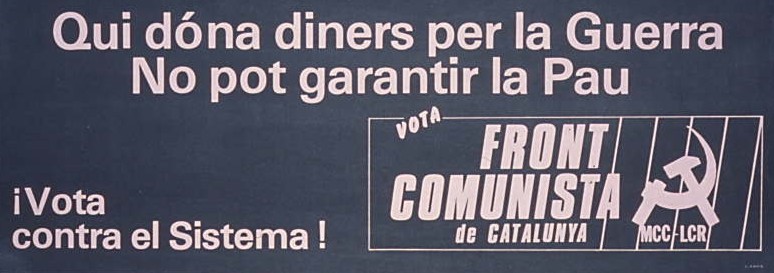 Qui dóna diners per la Guerra
No pot garantir la Pau
¡Vota
contra el Sistema !
VOTA
FRONT
COMUNISTA
de CATALUNYA
MCC-LCR